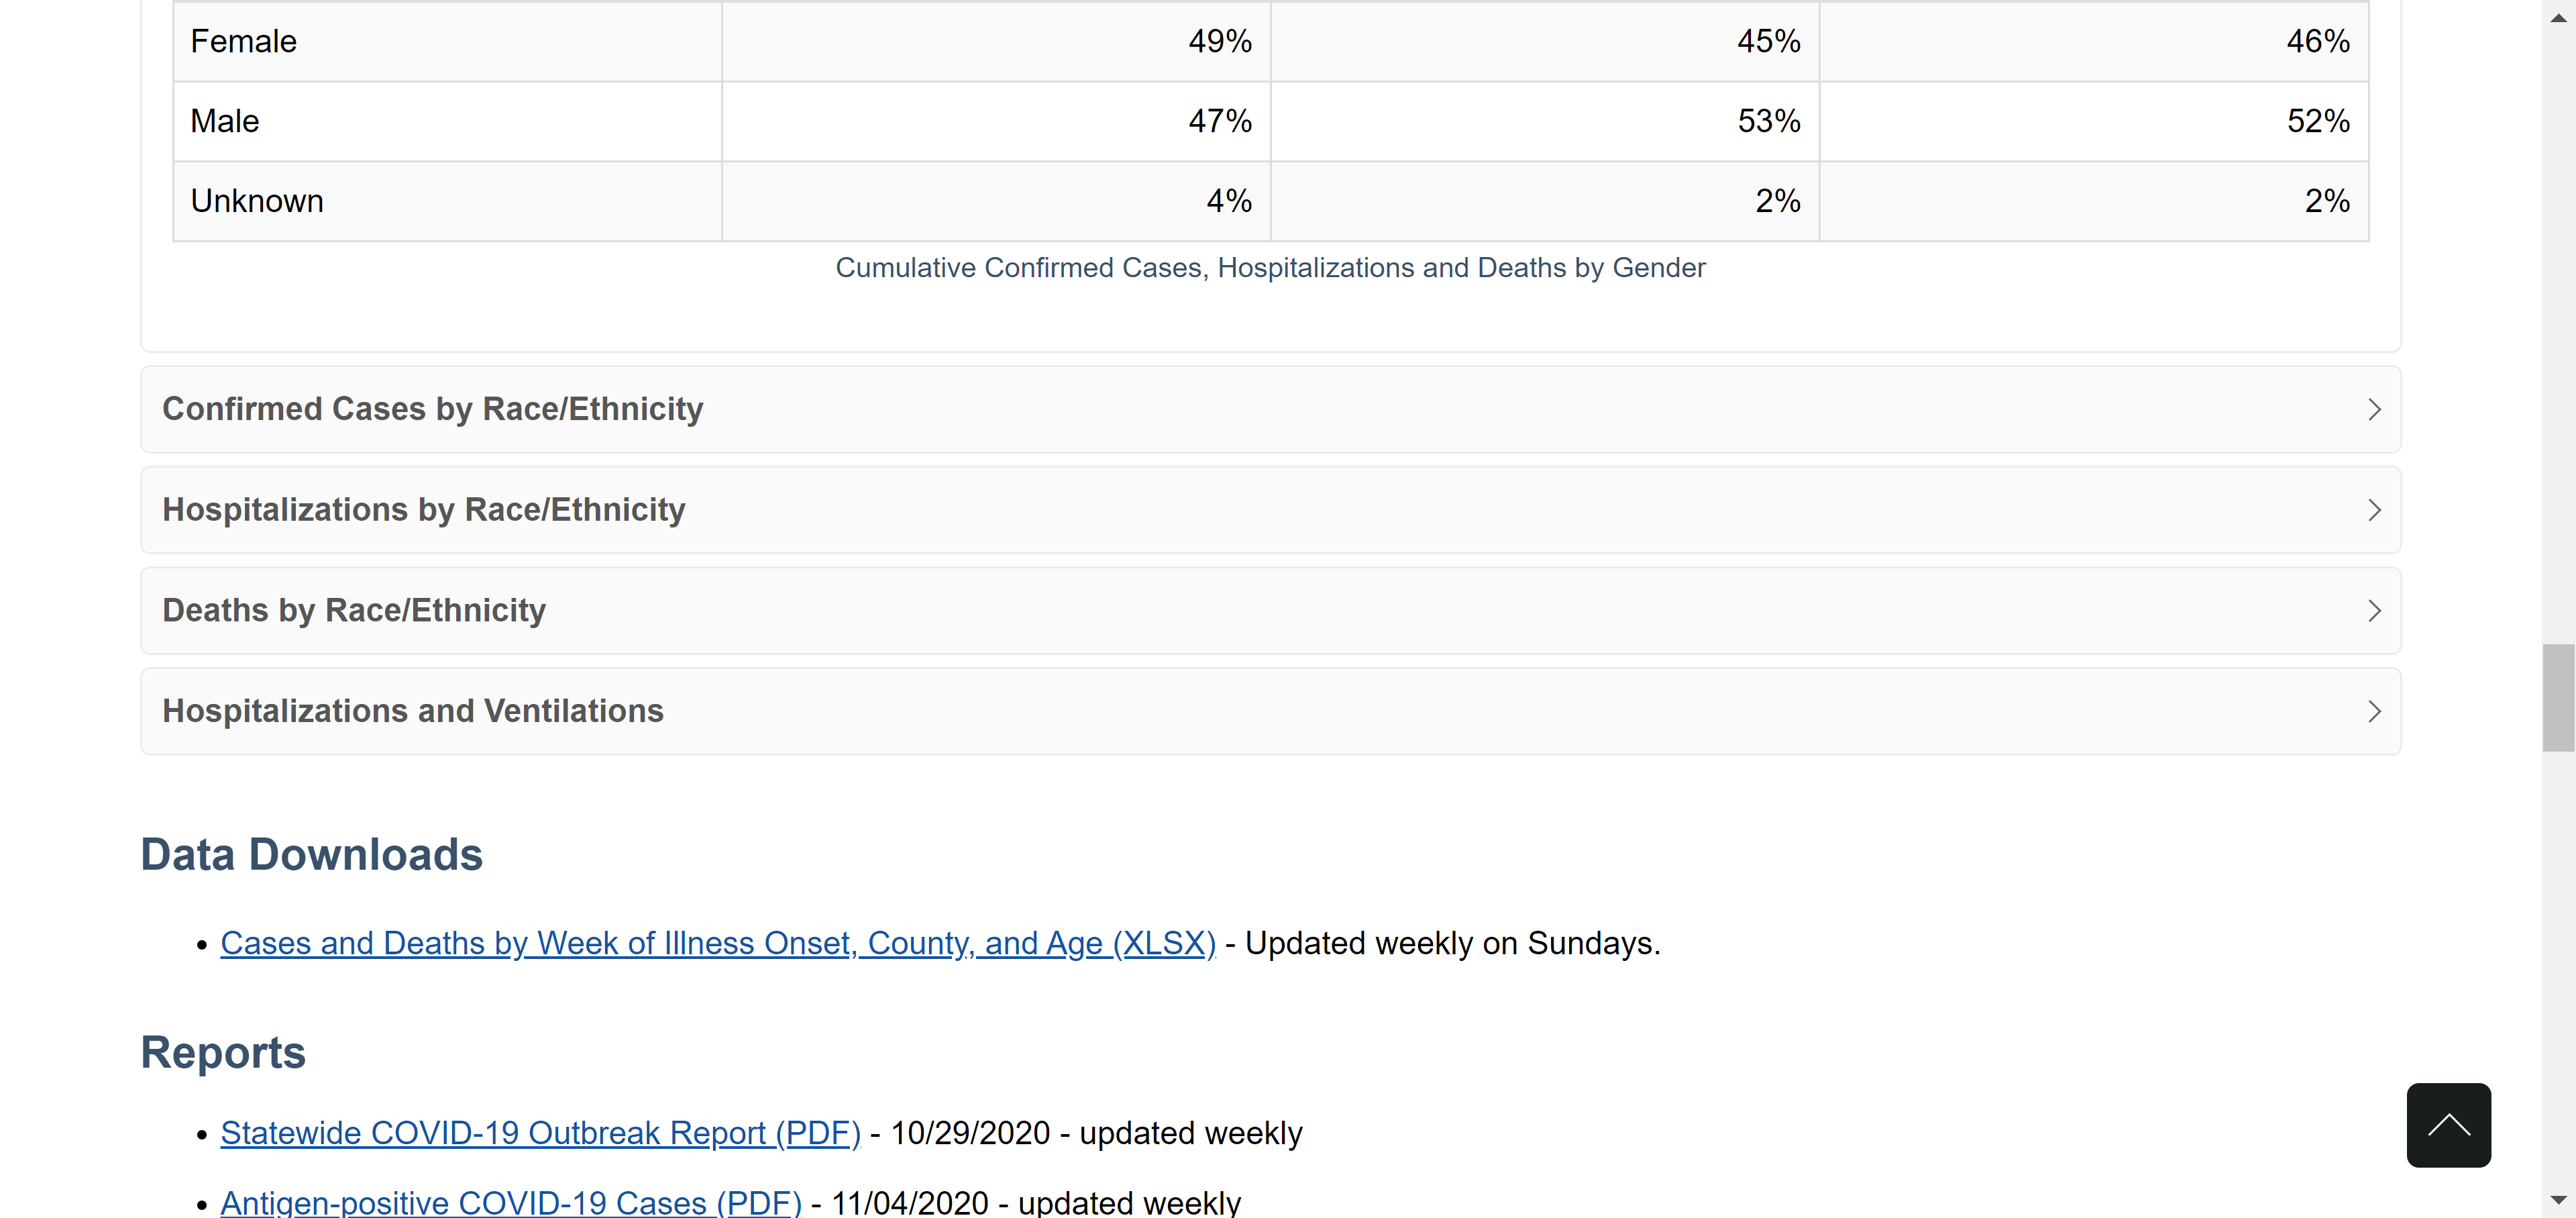 Female 49% 45% 46%
Male 47% 53% 52%
Unknown 4% 2% 2%
Cumulative Confirmed Cases, Hospitalizations and Deaths by Gender
Confirmed Cases by Race/Ethnicity
Hospitalizations by Race/Ethnicity
Deaths by Race/Ethnicity
Hospitalizations and Ventilations
Data Downloads
• Cases and Deaths by Week of Illness Onset, County, and Age (XLSX) - Updated weekly on Sundays.
Reports
• Statewide COVID-19 Outbreak Report (PDF) - 10/29/2020 - updated weekly
• Antigen-positive COVID-19 Cases (PDF) - 11/04/2020 - updated weekly